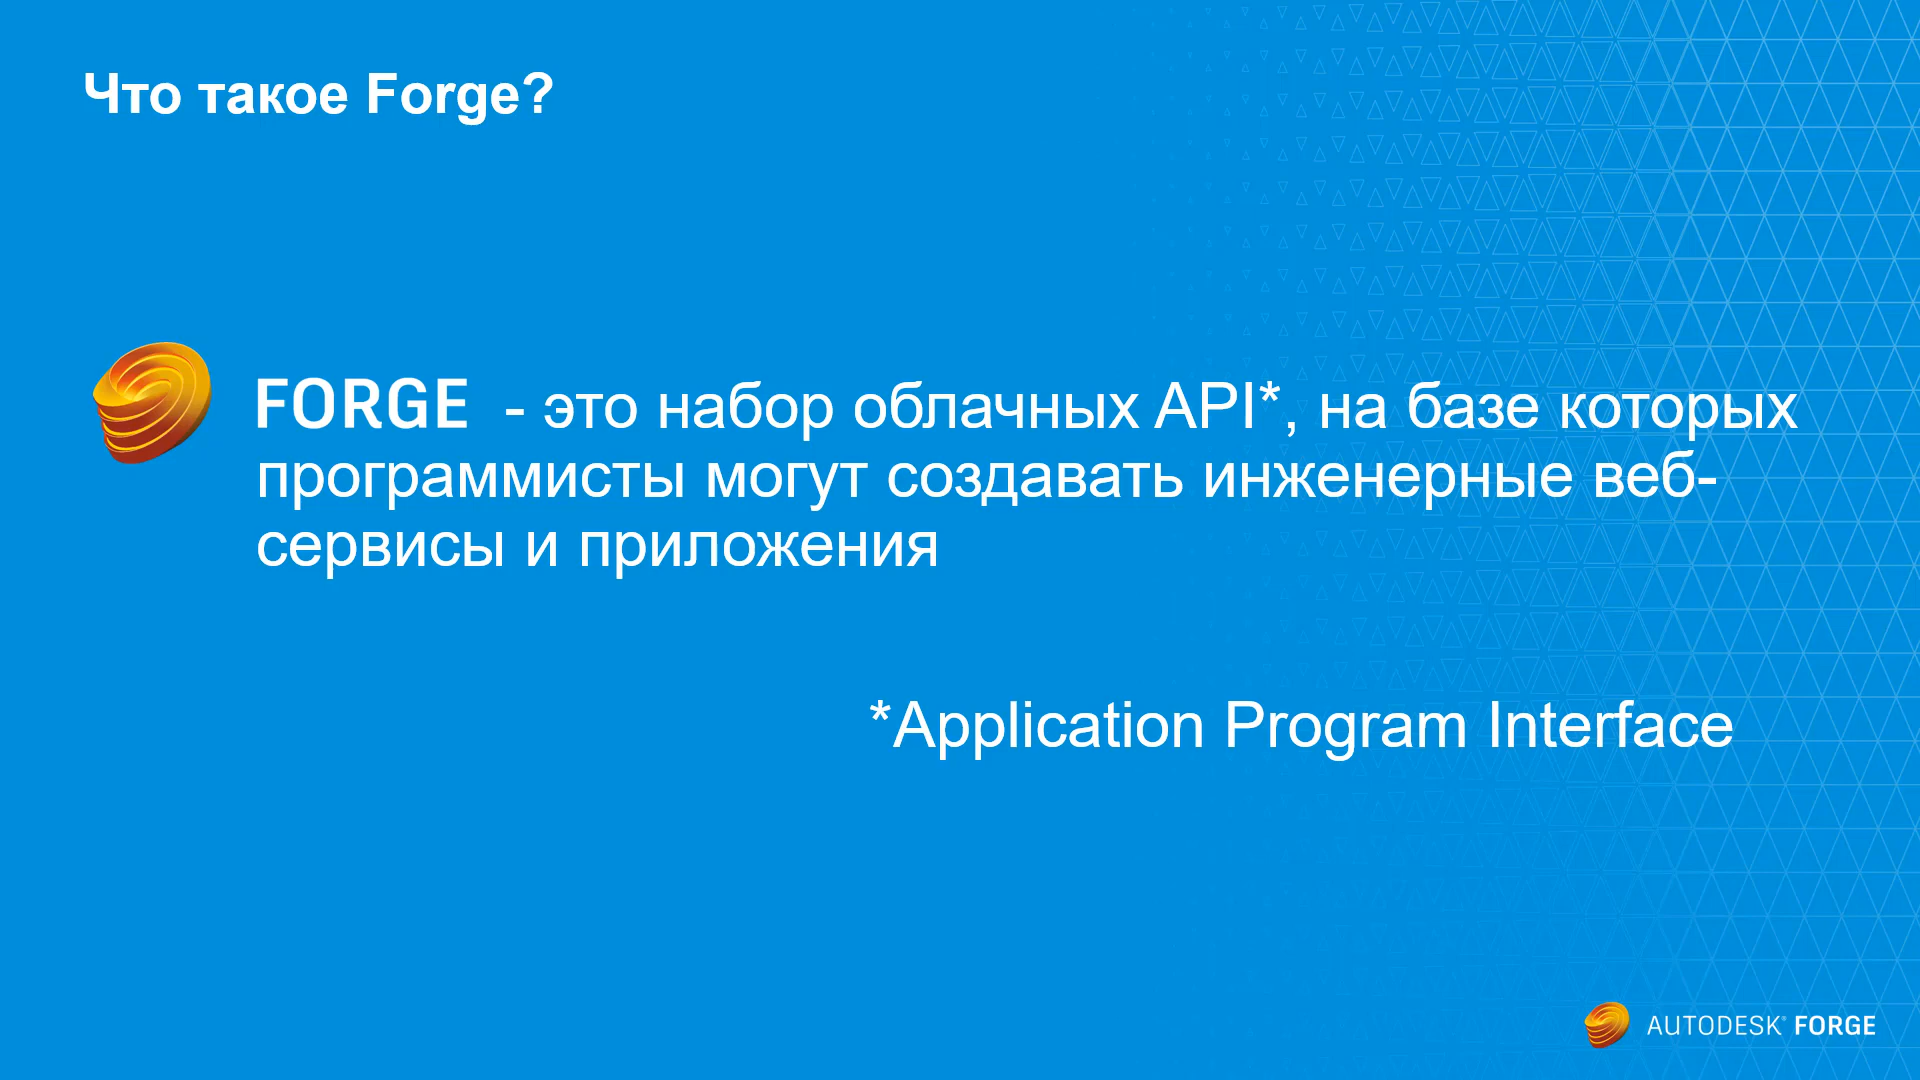 Что такое Forge?
FORGE - это набор облачных API*, на базе которых
программисты могут создавать инженерные веб-
сервисы и приложения
*Application Program Interface
AUTODESK® FORGE